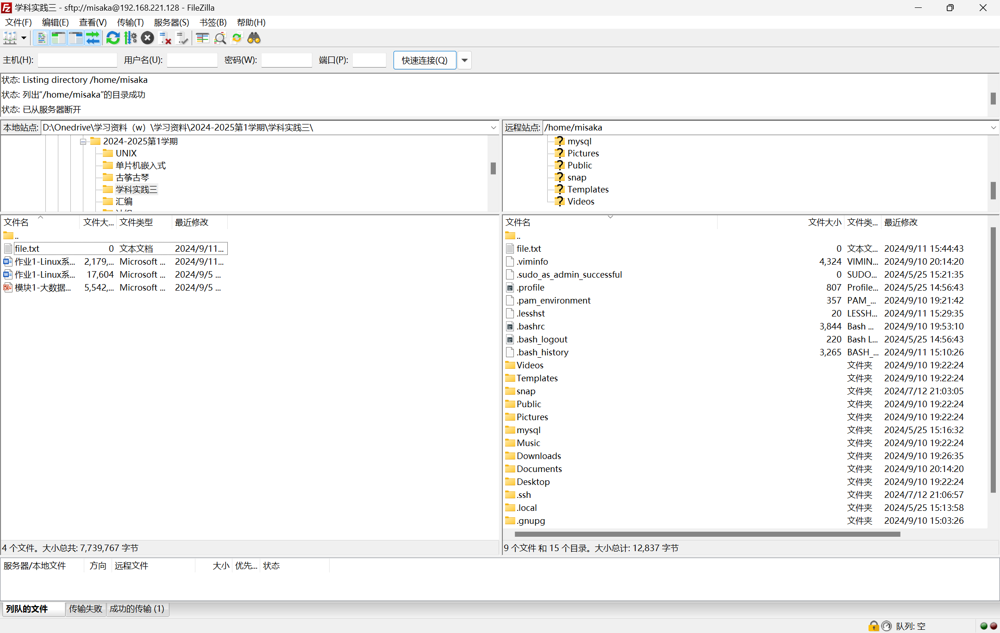 学科实践三 - sftp://misaka@192.168.221.128 - FileZilla
文件(F) 编辑(E) 查看(V) 传输(T) 服务器(S) 书签(B) 帮助(H)
主机(H): 用户名(U): 密码(W): 端口(P): 快速连接(Q)
状态: Listing directory /home/misaka
状态: 列出“/home/misaka”的目录成功
状态: 已从服务器断开
本地站点: D:\Onedrive\学习资料（w）\学习资料\2024-2025第1学期\学科实践三\
2024-2025第1学期
UNIX
单片机嵌入式
古筝古琴
学科实践三
汇编
远程站点: /home/misaka
mysql
Pictures
Public
snap
Templates
Videos
文件名 文件大... 文件类型 最近修改
..
file.txt 0 文本文档 2024/9/11...
作业1-Linux系... 2,179,... Microsoft ... 2024/9/11...
作业1-Linux系... 17,604 Microsoft ... 2024/9/5 ...
模块1-大数据... 5,542,... Microsoft ... 2024/9/5 ...
4 个文件。大小总共: 7,739,767 字节
文件名 文件大小 文件类... 最近修改
..
file.txt 0 文本文... 2024/9/11 15:44:43
.viminfo 4,324 VIMIN... 2024/9/10 20:14:20
.sudo_as_admin_successful 0 SUDO... 2024/5/25 15:21:35
.profile 807 Profile... 2024/5/25 14:56:43
.pam_environment 357 PAM_... 2024/9/10 19:21:42
.lesshst 20 LESSH... 2024/9/11 15:29:35
.bashrc 3,844 Bash ... 2024/9/10 19:53:10
.bash_logout 220 Bash L... 2024/5/25 14:56:43
.bash_history 3,265 BASH_... 2024/9/11 15:10:26
Videos 文件夹 2024/9/10 19:22:24
Templates 文件夹 2024/9/10 19:22:24
snap 文件夹 2024/7/12 21:03:05
Public 文件夹 2024/9/10 19:22:24
Pictures 文件夹 2024/9/10 19:22:24
mysql 文件夹 2024/5/25 15:16:32
Music 文件夹 2024/9/10 19:22:24
Downloads 文件夹 2024/9/10 19:26:35
Documents 文件夹 2024/9/10 20:14:20
Desktop 文件夹 2024/9/10 19:22:24
.ssh 文件夹 2024/7/12 21:06:57
.local 文件夹 2024/5/25 15:13:58
.gnupg 文件夹 2024/9/10 15:03:26
9 个文件 和 15 个目录。大小总计: 12,837 字节
服务器/本地文件 方向 远程文件 大小 优先... 状态
列队的文件 传输失败 成功的传输 (1)
队列: 空